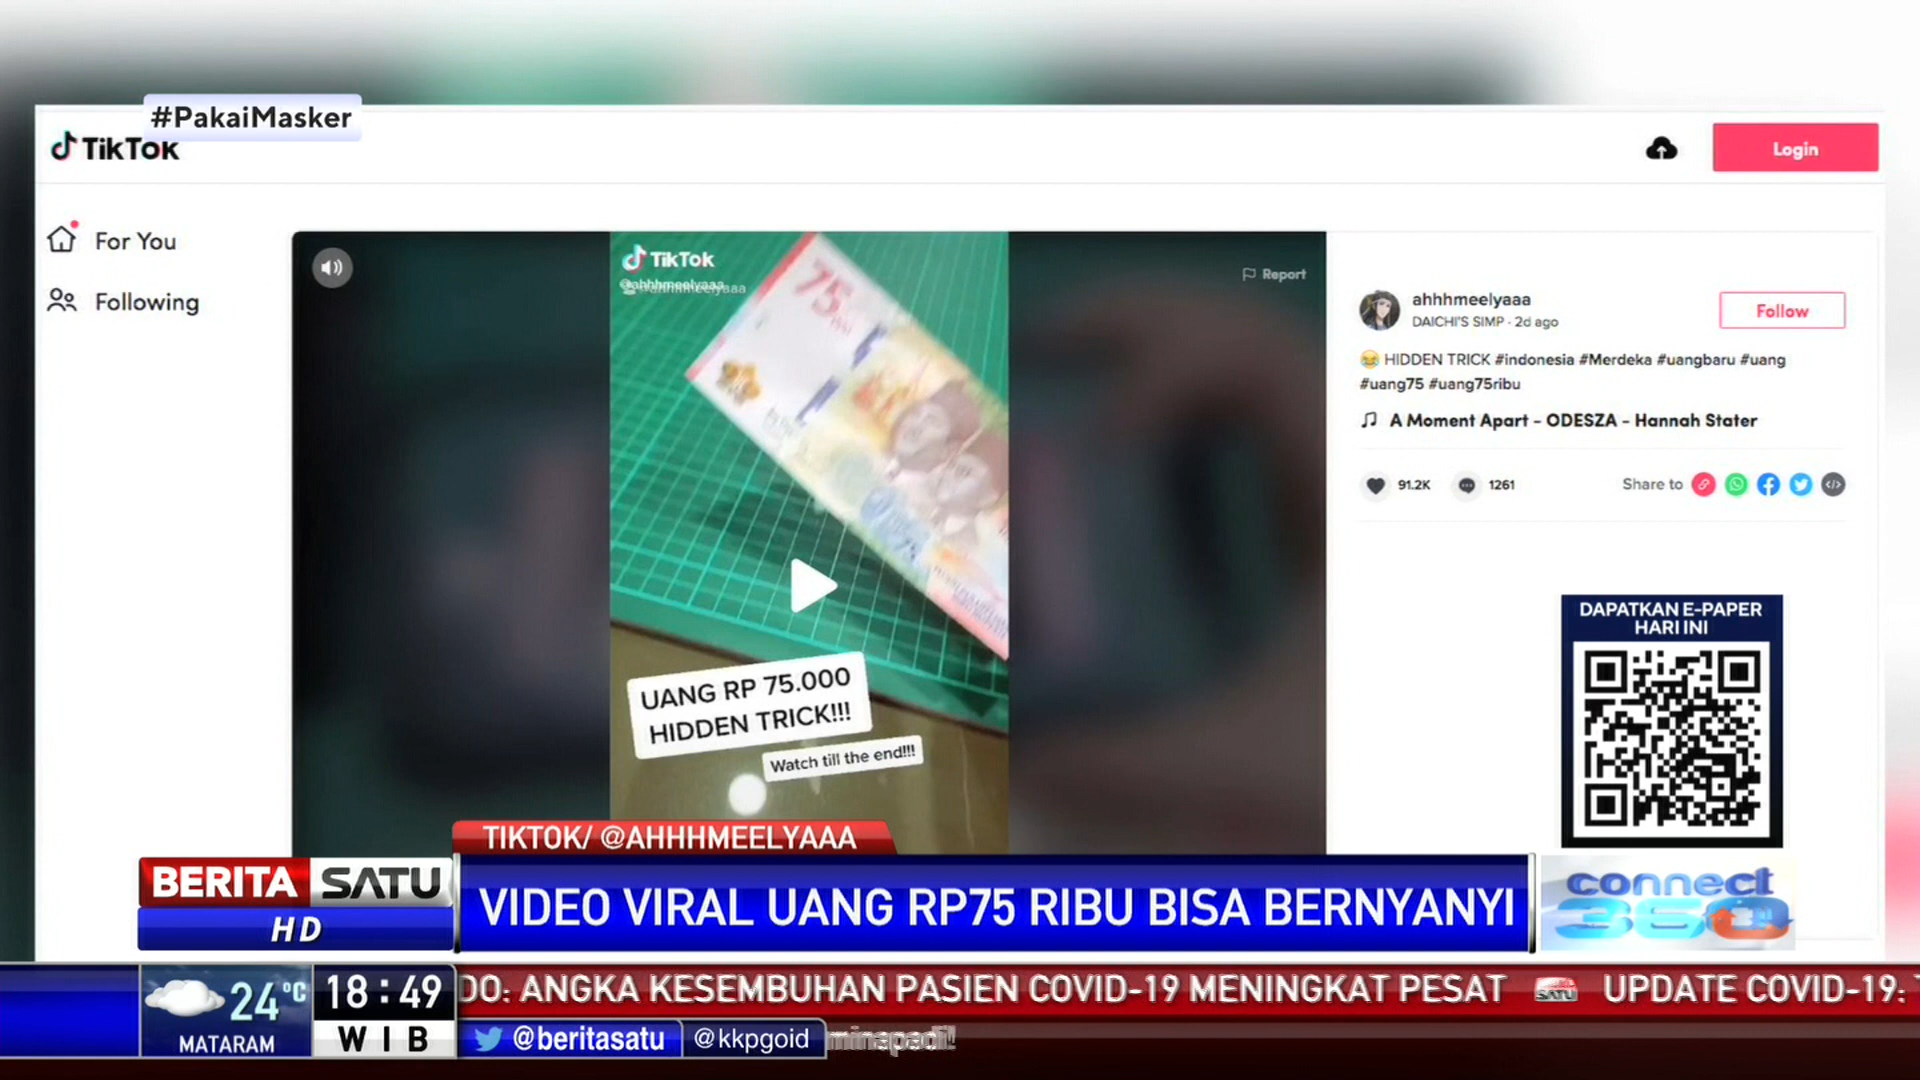 #PakaiMasker
TikTok
Login
For You
Following
TikTok
@ahhhmeelyaaa
Report
75
ahhhmeelyaaa
DAICHI'S SIMP · 2d ago
Follow
😂 HIDDEN TRICK #indonesia #Merdeka #uangbaru #uang
#uang75 #uang75ribu
A Moment Apart - ODESZA - Hannah Stater
91.2K
1261
Share to
UANG RP 75.000
HIDDEN TRICK!!!
Watch till the end!!!
DAPATKAN E-PAPER
HARI INI
TIKTOK/ @AHHHMEELYAAA
BERITA SATU
HD
VIDEO VIRAL UANG RP75 RIBU BISA BERNYANYI
connect
360
24°C
MATARAM
18:49
WIB
DO: ANGKA KESEMBUHAN PASIEN COVID-19 MENINGKAT PESAT
SATU
UPDATE COVID-19:
@beritasatu
@kkpgoid